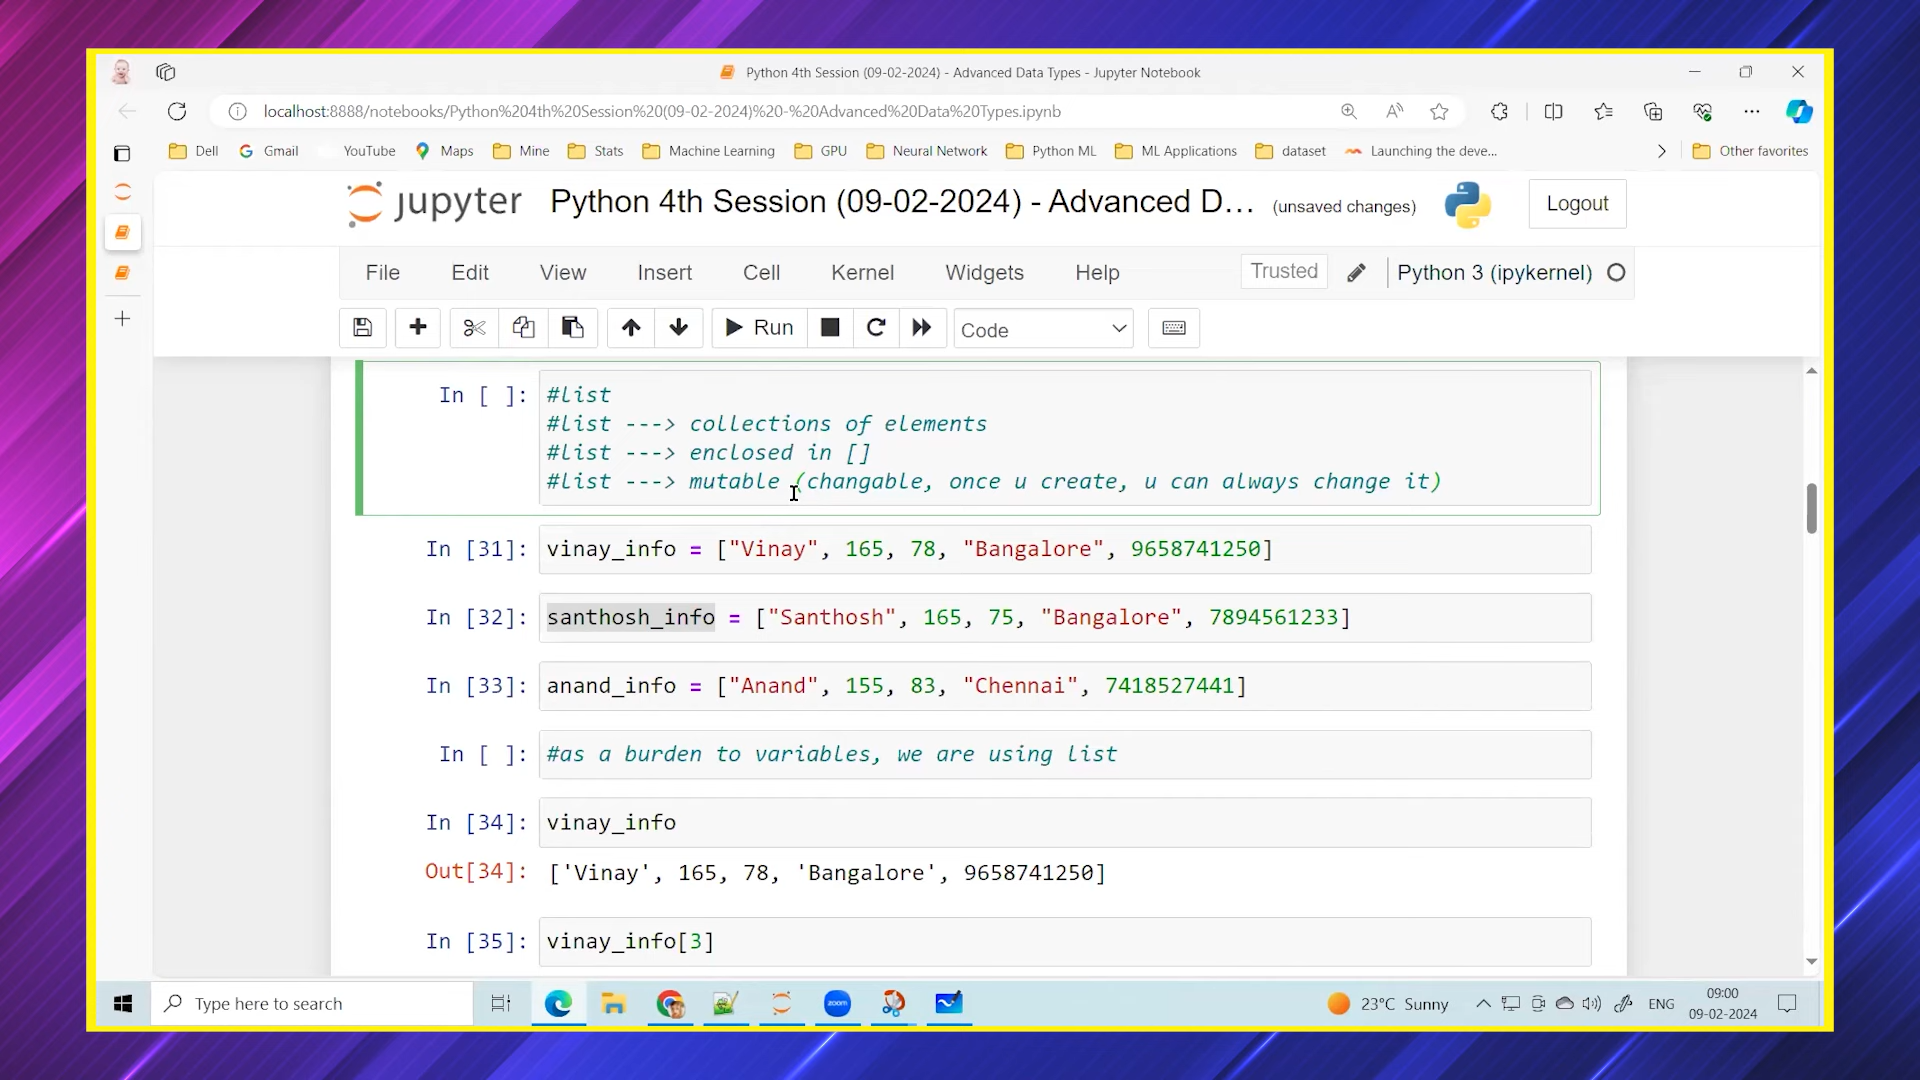 Python 4th Session (09-02-2024) - Advanced Data Types - Jupyter Notebook
localhost:8888/notebooks/Python%204th%20Session%20(09-02-2024)%20-%20Advanced%20Data%20Types.ipynb
Dell Gmail YouTube Maps Mine Stats Machine Learning GPU Neural Network Python ML ML Applications dataset Launching the deve... Other favorites
jupyter Python 4th Session (09-02-2024) - Advanced D... (unsaved changes) Logout
File Edit View Insert Cell Kernel Widgets Help Trusted Python 3 (ipykernel)
Run Code
In [ ]: #list
#list ---> collections of elements
#list ---> enclosed in []
#list ---> mutable (changable, once u create, u can always change it)
In [31]: vinay_info = ["Vinay", 165, 78, "Bangalore", 9658741250]
In [32]: santhosh_info = ["Santhosh", 165, 75, "Bangalore", 7894561233]
In [33]: anand_info = ["Anand", 155, 83, "Chennai", 7418527441]
In [ ]: #as a burden to variables, we are using list
In [34]: vinay_info
Out[34]: ['Vinay', 165, 78, 'Bangalore', 9658741250]
In [35]: vinay_info[3]
Type here to search zoom 23°C Sunny ENG 09:00
09-02-2024